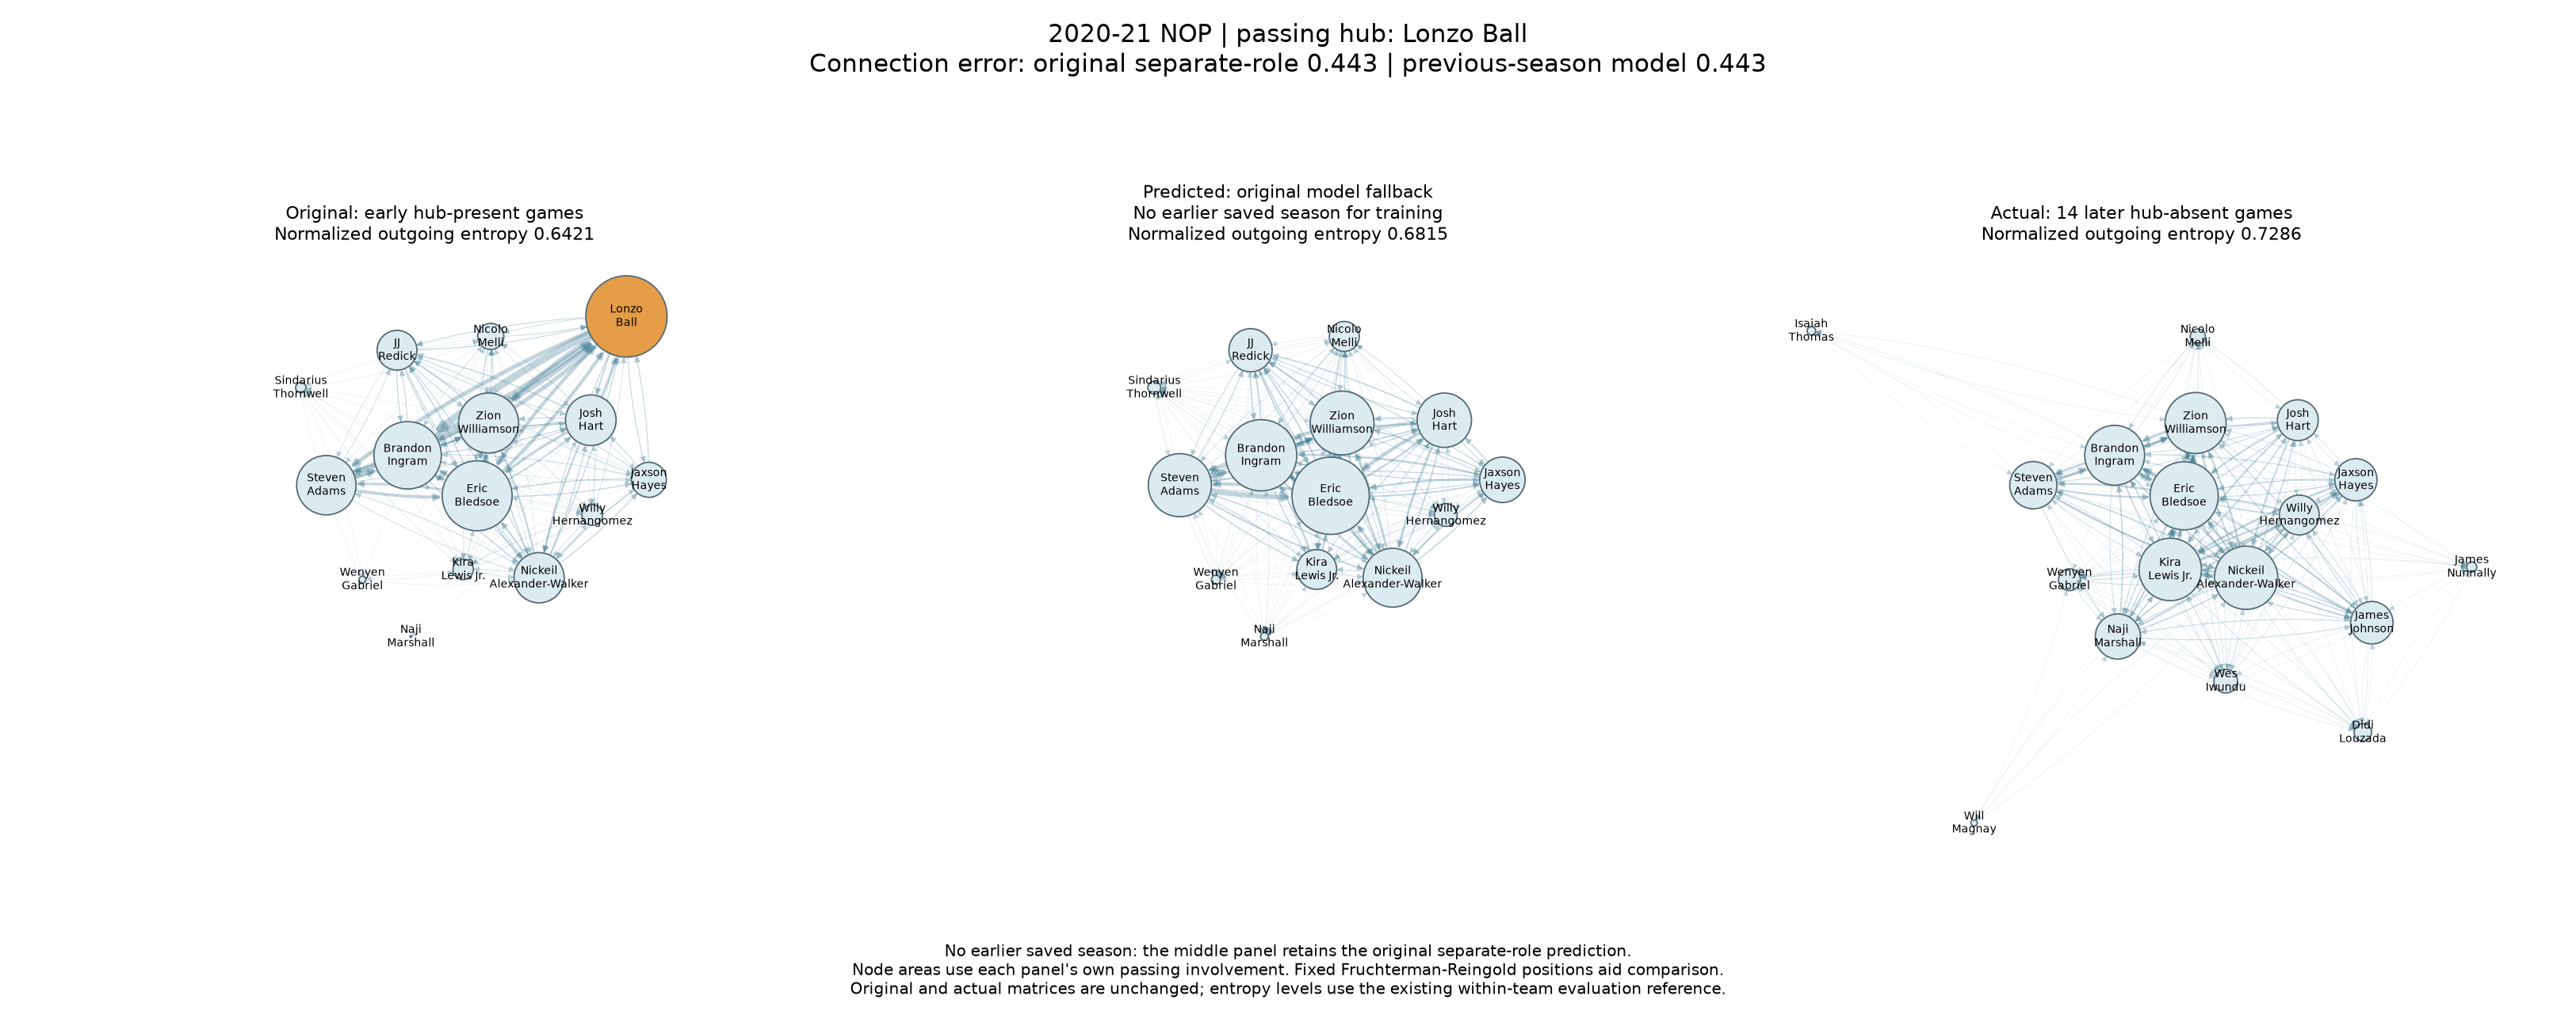 2020-21 NOP | passing hub: Lonzo Ball
Connection error: original separate-role 0.443 | previous-season model 0.443
Original: early hub-present games
Normalized outgoing entropy 0.6421
Lonzo
Ball
Nicolo
Melli
JJ
Redick
Sindarius
Thornwell
Zion
Williamson
Josh
Hart
Brandon
Ingram
Steven
Adams
Eric
Bledsoe
Jaxson
Hayes
Willy
Hernangomez
Wenyen
Gabriel
Kira
Lewis Jr.
Nickeil
Alexander-Walker
Naji
Marshall
Predicted: original model fallback
No earlier saved season for training
Normalized outgoing entropy 0.6815
Nicolo
Melli
JJ
Redick
Sindarius
Thornwell
Zion
Williamson
Josh
Hart
Brandon
Ingram
Steven
Adams
Eric
Bledsoe
Jaxson
Hayes
Willy
Hernangomez
Wenyen
Gabriel
Kira
Lewis Jr.
Nickeil
Alexander-Walker
Naji
Marshall
Actual: 14 later hub-absent games
Normalized outgoing entropy 0.7286
Isaiah
Thomas
Nicolo
Melli
Zion
Williamson
Josh
Hart
Brandon
Ingram
Steven
Adams
Eric
Bledsoe
Jaxson
Hayes
Willy
Hernangomez
Wenyen
Gabriel
Kira
Lewis Jr.
Nickeil
Alexander-Walker
James
Nunnally
Naji
Marshall
James
Johnson
Wes
Iwundu
Didi
Louzada
Will
Magnay
No earlier saved season: the middle panel retains the original separate-role prediction.
Node areas use each panel's own passing involvement. Fixed Fruchterman-Reingold positions aid comparison.
Original and actual matrices are unchanged; entropy levels use the existing within-team evaluation reference.